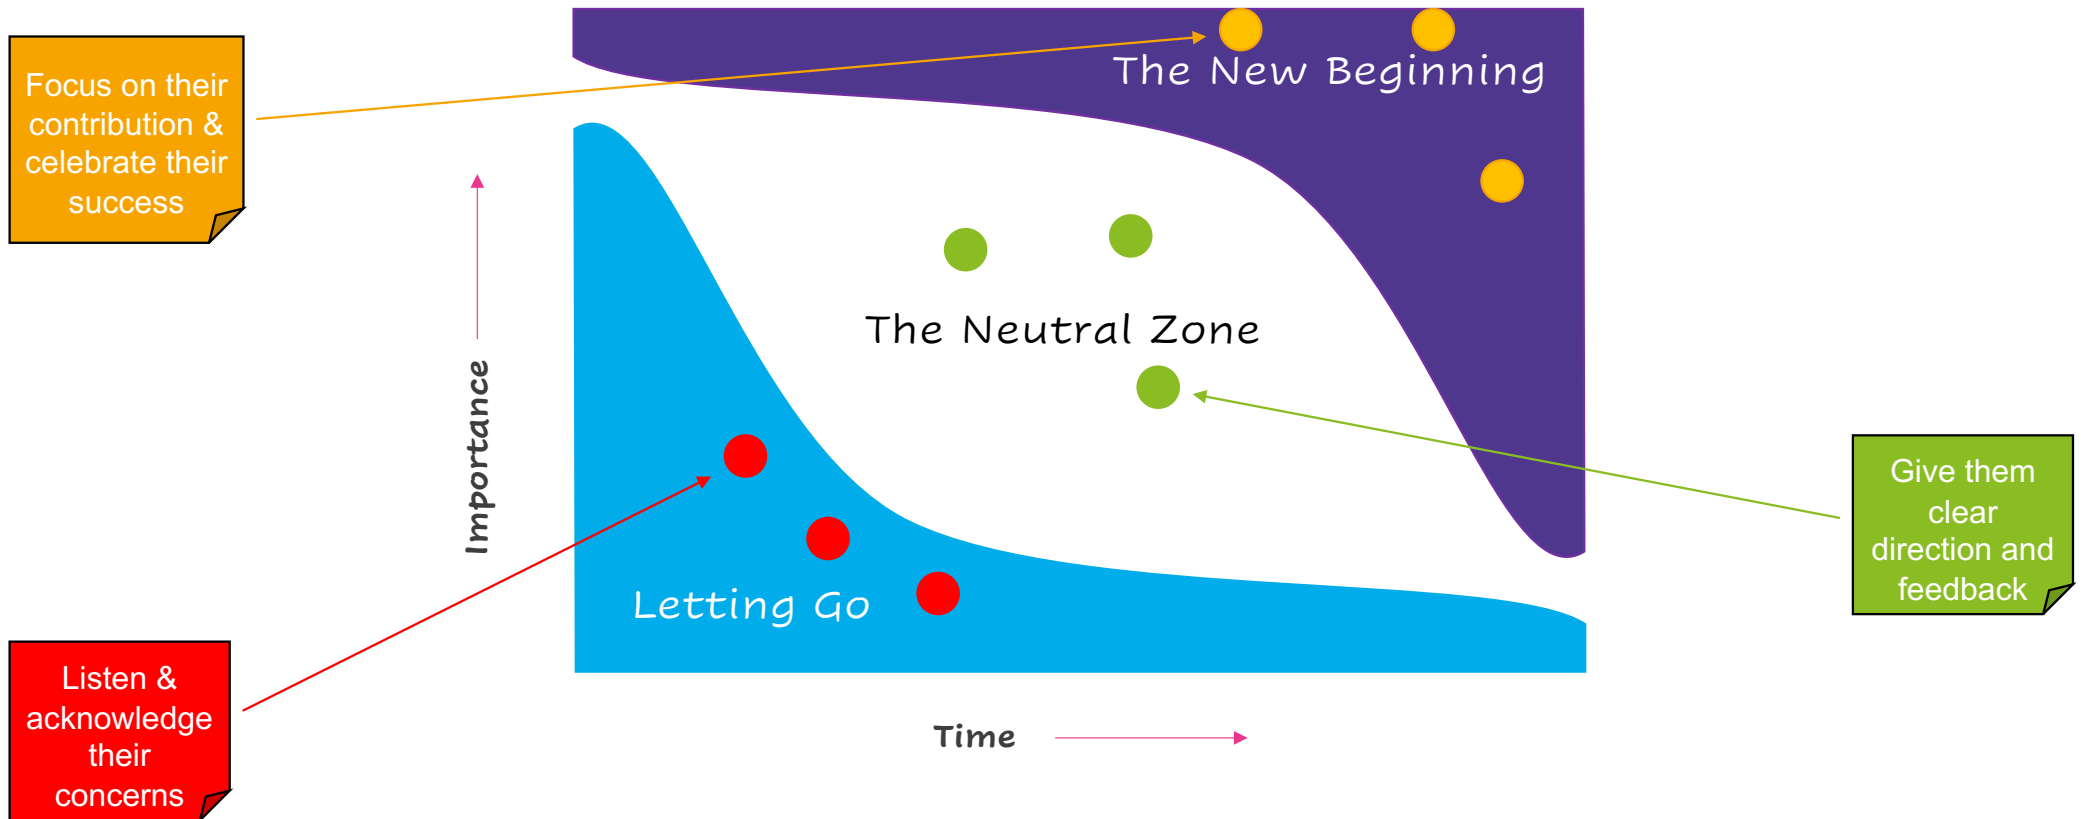 Focus on their
contribution &
celebrate their
success
The New Beginning
The Neutral Zone
Importance
Letting Go
Give them
clear
direction and
feedback
Listen &
acknowledge
their
concerns
Time